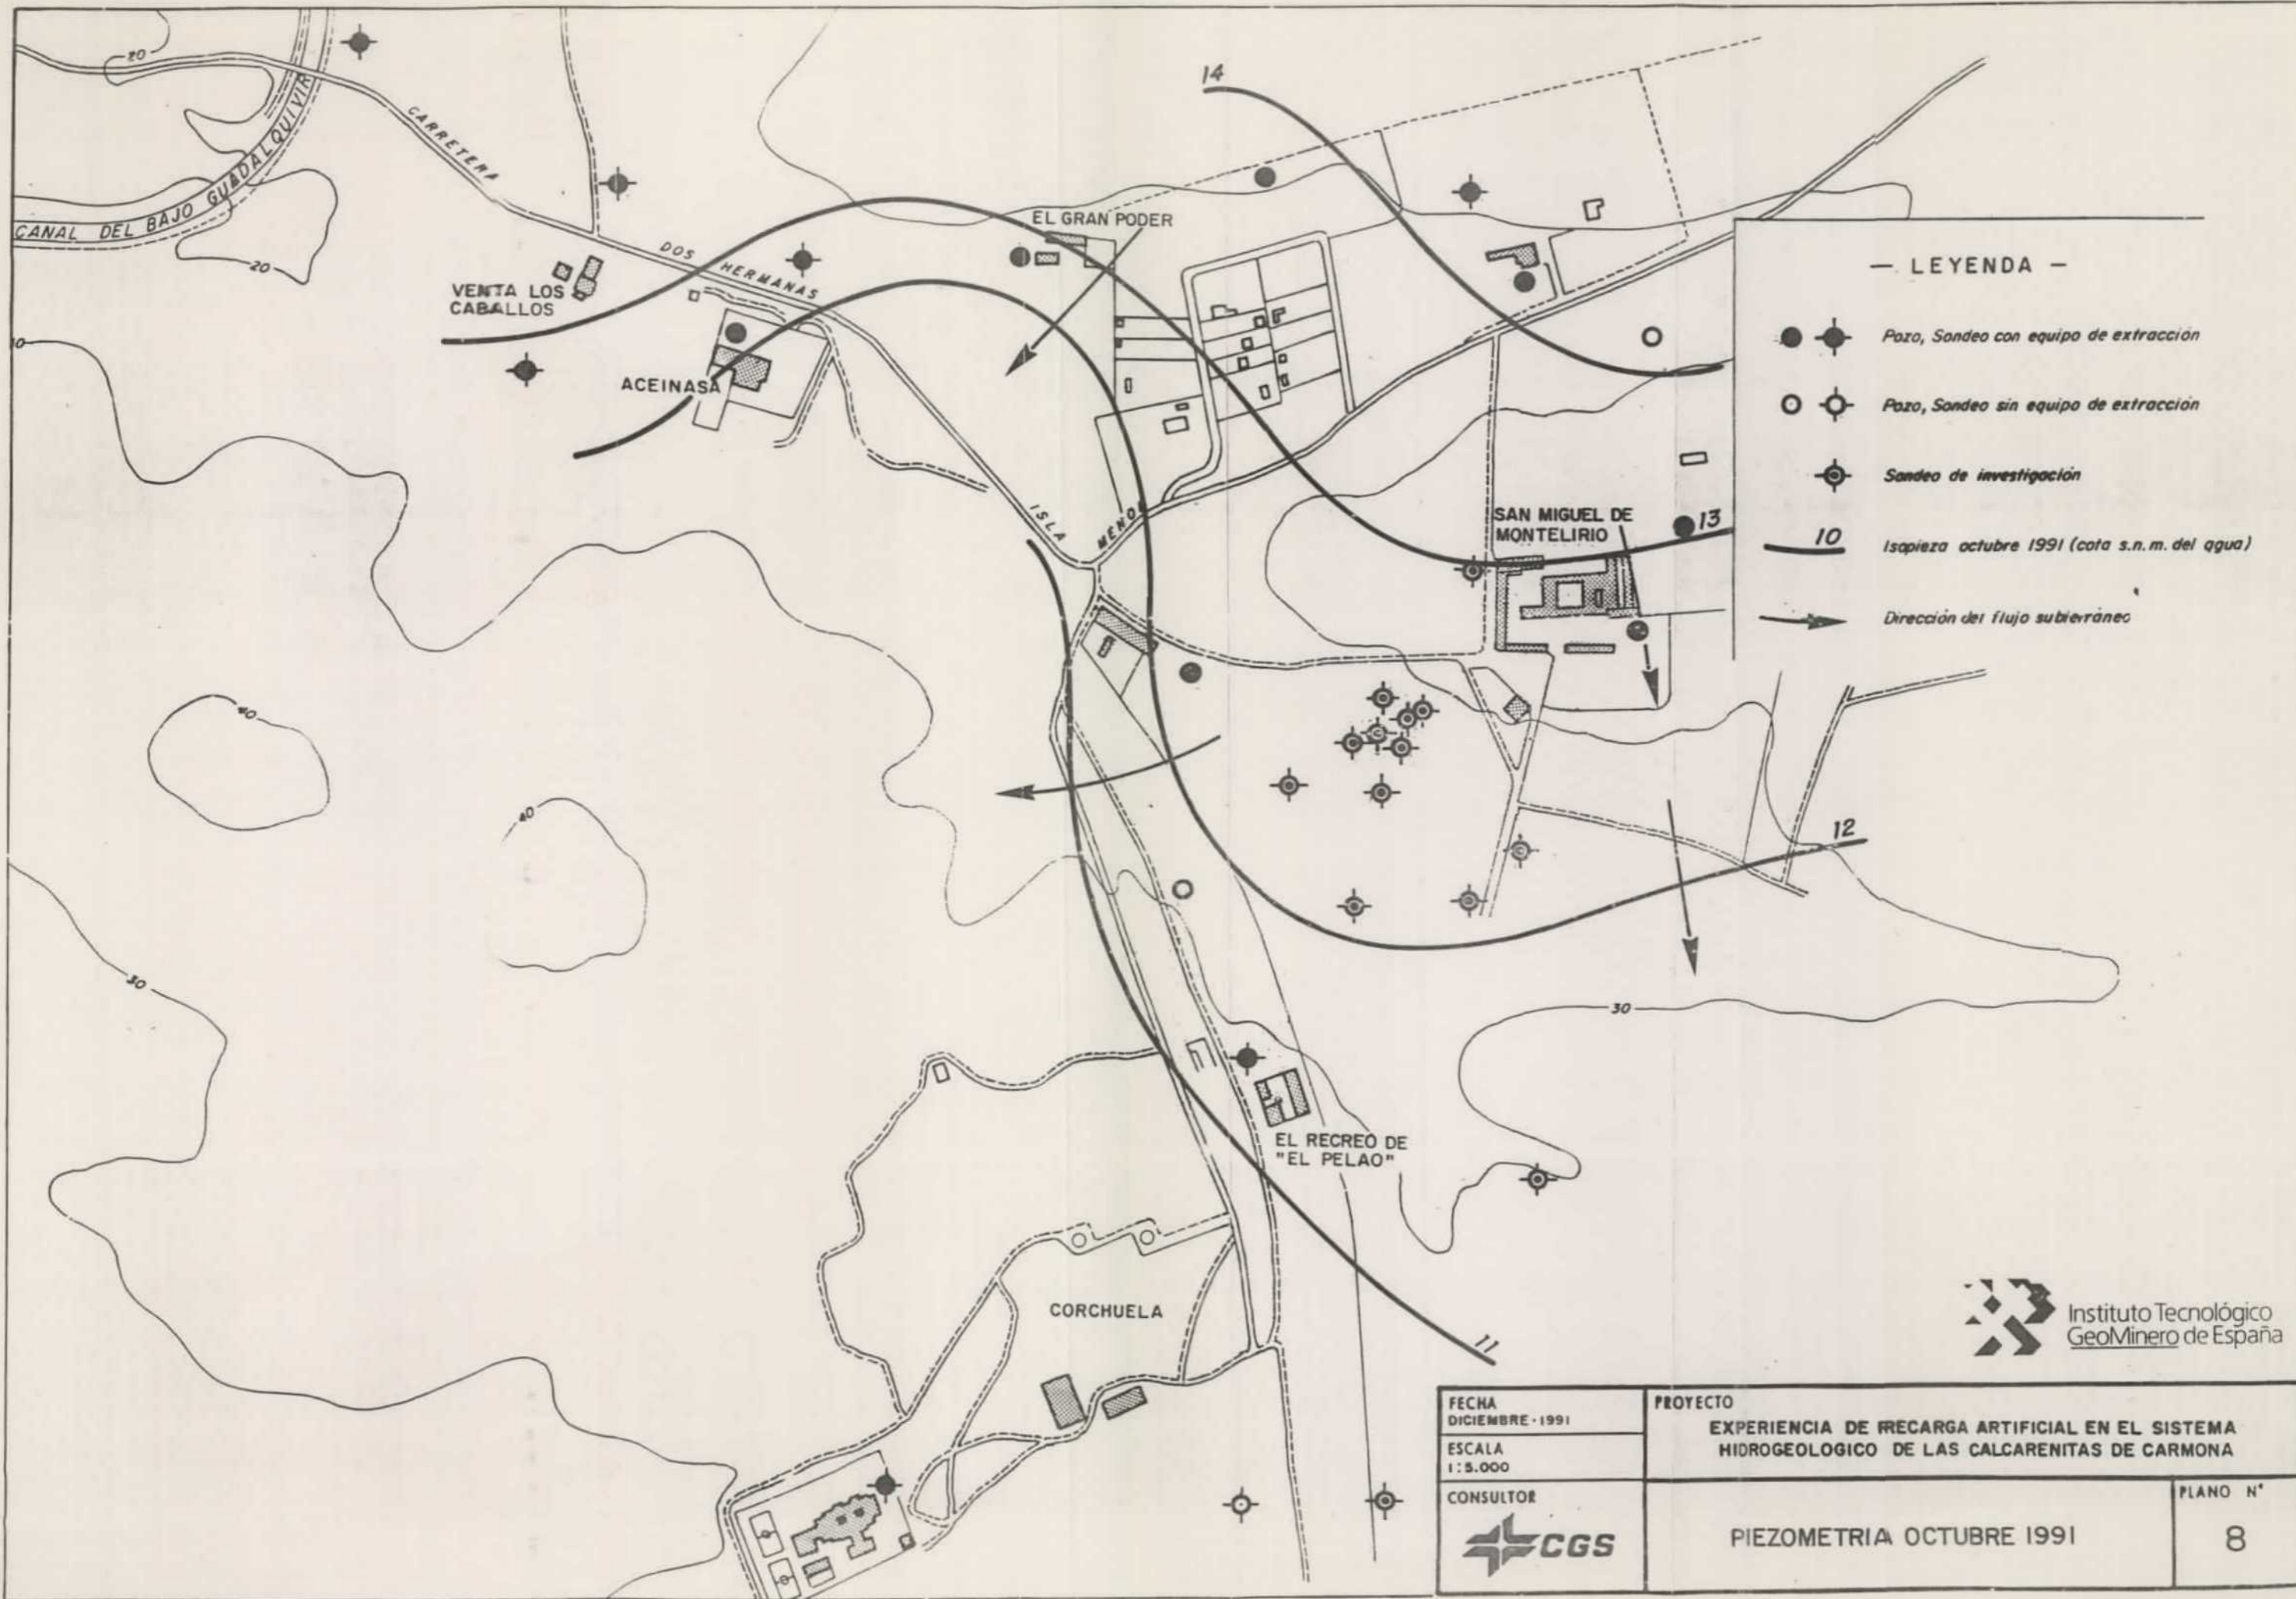 20
CARRETERA
CANAL DEL BAJO GUADALQUIVIR
20
14
EL GRAN PODER
DOS HERMANAS
VENTA LOS
CABALLOS
ACEINASA
ISLA MENOR
SAN MIGUEL DE
MONTELIRIO
13
— LEYENDA —
Pozo, Sondeo con equipo de extracción
Pozo, Sondeo sin equipo de extracción
Sondeo de investigación
10
Isopieza octubre 1991 (cota s.n.m. del agua)
Dirección del flujo subterráneo
40
40
12
30
30
EL RECREO DE
"EL PELAO"
11
CORCHUELA
Instituto Tecnológico
GeoMinero de España
FECHA
DICIEMBRE-1991
ESCALA
1:5.000
CONSULTOR
CGS
PROYECTO
EXPERIENCIA DE RECARGA ARTIFICIAL EN EL SISTEMA
HIDROGEOLOGICO DE LAS CALCARENITAS DE CARMONA
PIEZOMETRIA OCTUBRE 1991
PLANO N°
8